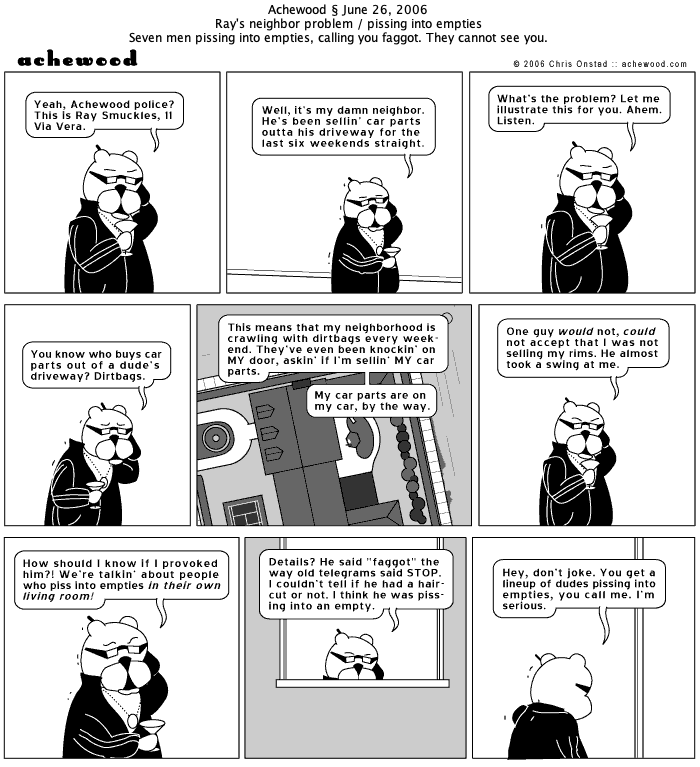 Achewood § June 26, 2006
Ray's neighbor problem / pissing into empties
Seven men pissing into empties, calling you faggot. They cannot see you.
achewood
© 2006 Chris Onstad :: achewood.com
Yeah, Achewood police?
This is Ray Smuckles, 11
Via Vera.
Well, it's my damn neighbor.
He's been sellin' car parts
outta his driveway for the
last six weekends straight.
What's the problem? Let me
illustrate this for you. Ahem.
Listen.
You know who buys car
parts out of a dude's
driveway? Dirtbags.
This means that my neighborhood is
crawling with dirtbags every week-
end. They've even been knockin' on
MY door, askin' if I'm sellin' MY car
parts.
My car parts are on
my car, by the way.
One guy would not, could
not accept that I was not
selling my rims. He almost
took a swing at me.
How should I know if I provoked
him?! We're talkin' about people
who piss into empties in their own
living room!
Details? He said "faggot" the
way old telegrams said STOP.
I couldn't tell if he had a hair-
cut or not. I think he was piss-
ing into an empty.
Hey, don't joke. You get a
lineup of dudes pissing into
empties, you call me. I'm
serious.